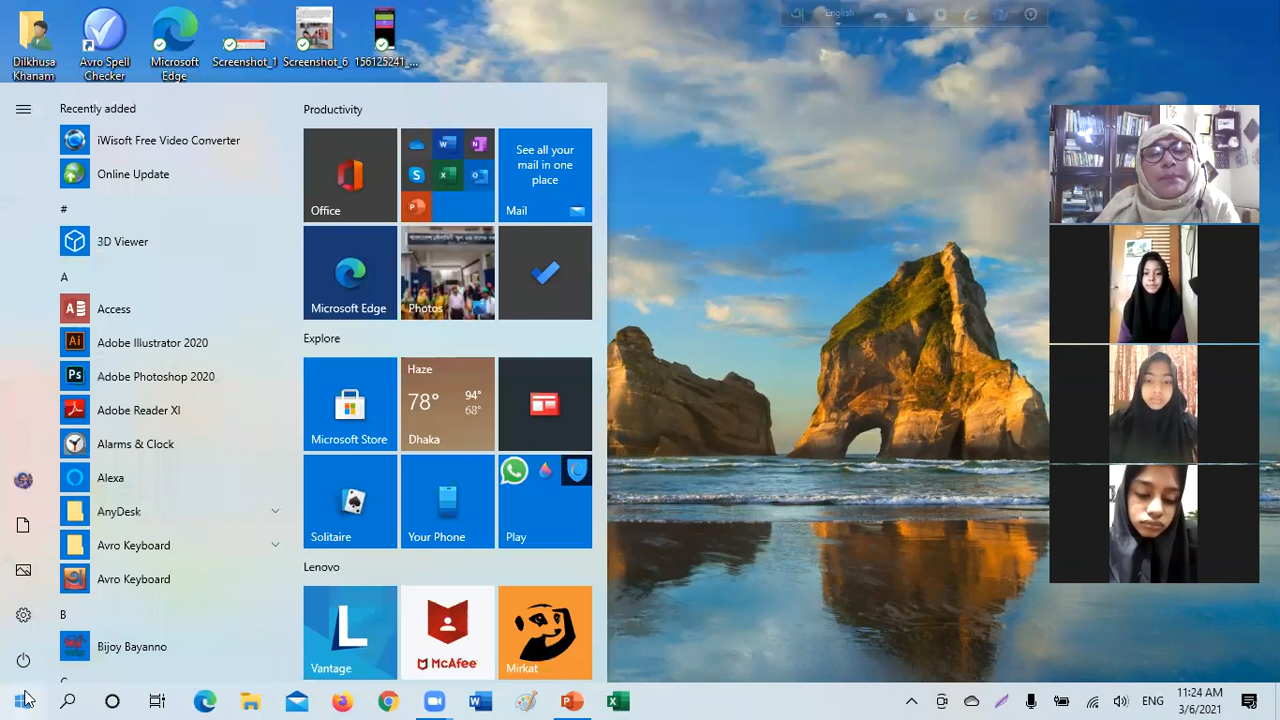 English
Dilkhusa
Khanam
Avro Spell
Checker
Microsoft
Edge
Screenshot_1
Screenshot_6
156125241_...
Recently added
iWisoft Free Video Converter
Online Update
#
3D Viewer
A
Access
Adobe Illustrator 2020
Adobe Photoshop 2020
Adobe Reader XI
Alarms & Clock
Alexa
AnyDesk
Avro Keyboard
Avro Keyboard
B
Bijoy Bayanno
Productivity
Office
See all your
mail in one
place
Mail
Microsoft Edge
Photos
Explore
Microsoft Store
Haze
78°
94°
68°
Dhaka
Solitaire
Your Phone
Play
Lenovo
Vantage
McAfee
Mirkat
ENG
11:24 AM
3/6/2021